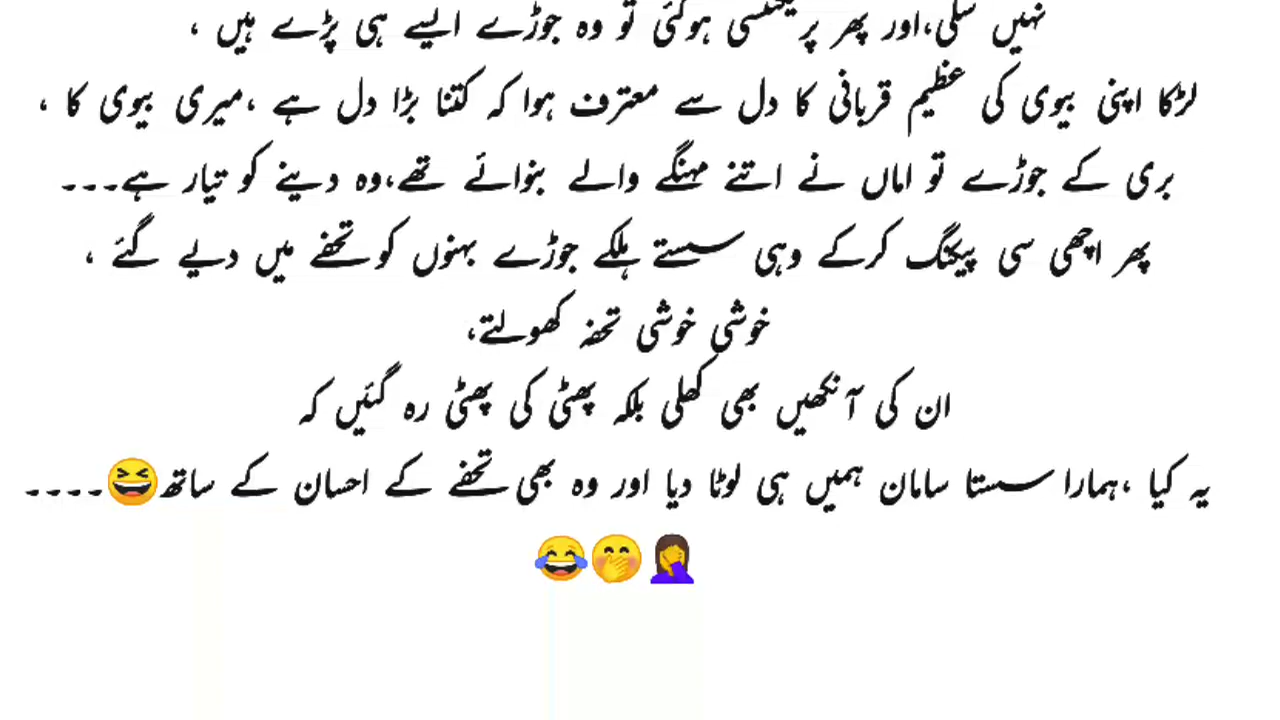 نہیں سکی،اور پھر پریگننسی ہوگئی تو وہ جوڑے ایسے ہی پڑے ہیں ،
لڑکا اپنی بیوی کی عظیم قربانی کا دل سے معترف ہوا کہ کتنا بڑا دل ہے ،میری بیوی کا ،
بری کے جوڑے تو اماں نے اتنے مہنگے والے بنوائے تھے،وہ دینے کو تیار ہے۔۔۔
پھر اچھی سی پیکنگ کرکے وہی سستے ہلکے جوڑے بہنوں کو تحفے میں دیے گئے ،
خوشی خوشی تحفہ کھولتے،
ان کی آنکھیں بھی کھلی بلکہ پھٹی کی پھٹی رہ گئیں کہ
یہ کیا ،ہمارا سستا سامان ہمیں ہی لوٹا دیا اور وہ بھی تحفے کے احسان کے ساتھ😆۔۔۔۔
😂🤭🤦‍♀️